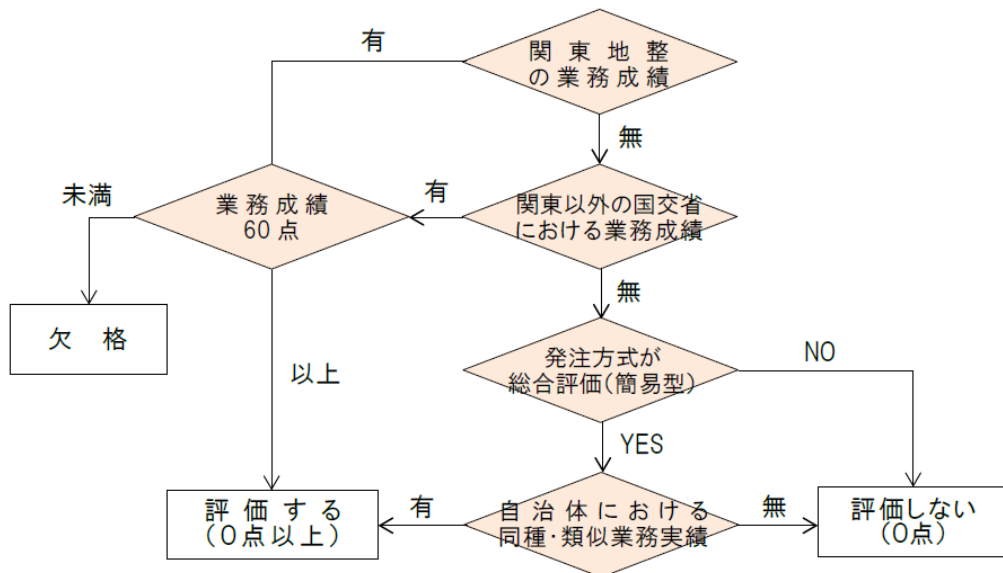 有
関東地整
の業務成績
無
未満
業務成績
60点
有
関東以外の国交省
における業務成績
無
欠格
以上
発注方式が
総合評価(簡易型)
NO
YES
評価する
(0点以上)
有
自治体における
同種・類似業務実績
無
評価しない
(0点)